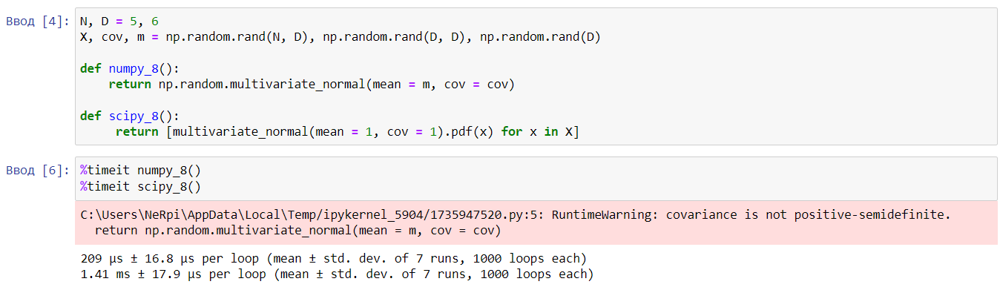 Ввод [4]: N, D = 5, 6
X, cov, m = np.random.rand(N, D), np.random.rand(D, D), np.random.rand(D)
def numpy_8():
    return np.random.multivariate_normal(mean = m, cov = cov)
def scipy_8():
     return [multivariate_normal(mean = 1, cov = 1).pdf(x) for x in X]
Ввод [6]: %timeit numpy_8()
%timeit scipy_8()
C:\Users\NeRpi\AppData\Local\Temp/ipykernel_5904/1735947520.py:5: RuntimeWarning: covariance is not positive-semidefinite.
  return np.random.multivariate_normal(mean = m, cov = cov)
209 µs ± 16.8 µs per loop (mean ± std. dev. of 7 runs, 1000 loops each)
1.41 ms ± 17.9 µs per loop (mean ± std. dev. of 7 runs, 1000 loops each)